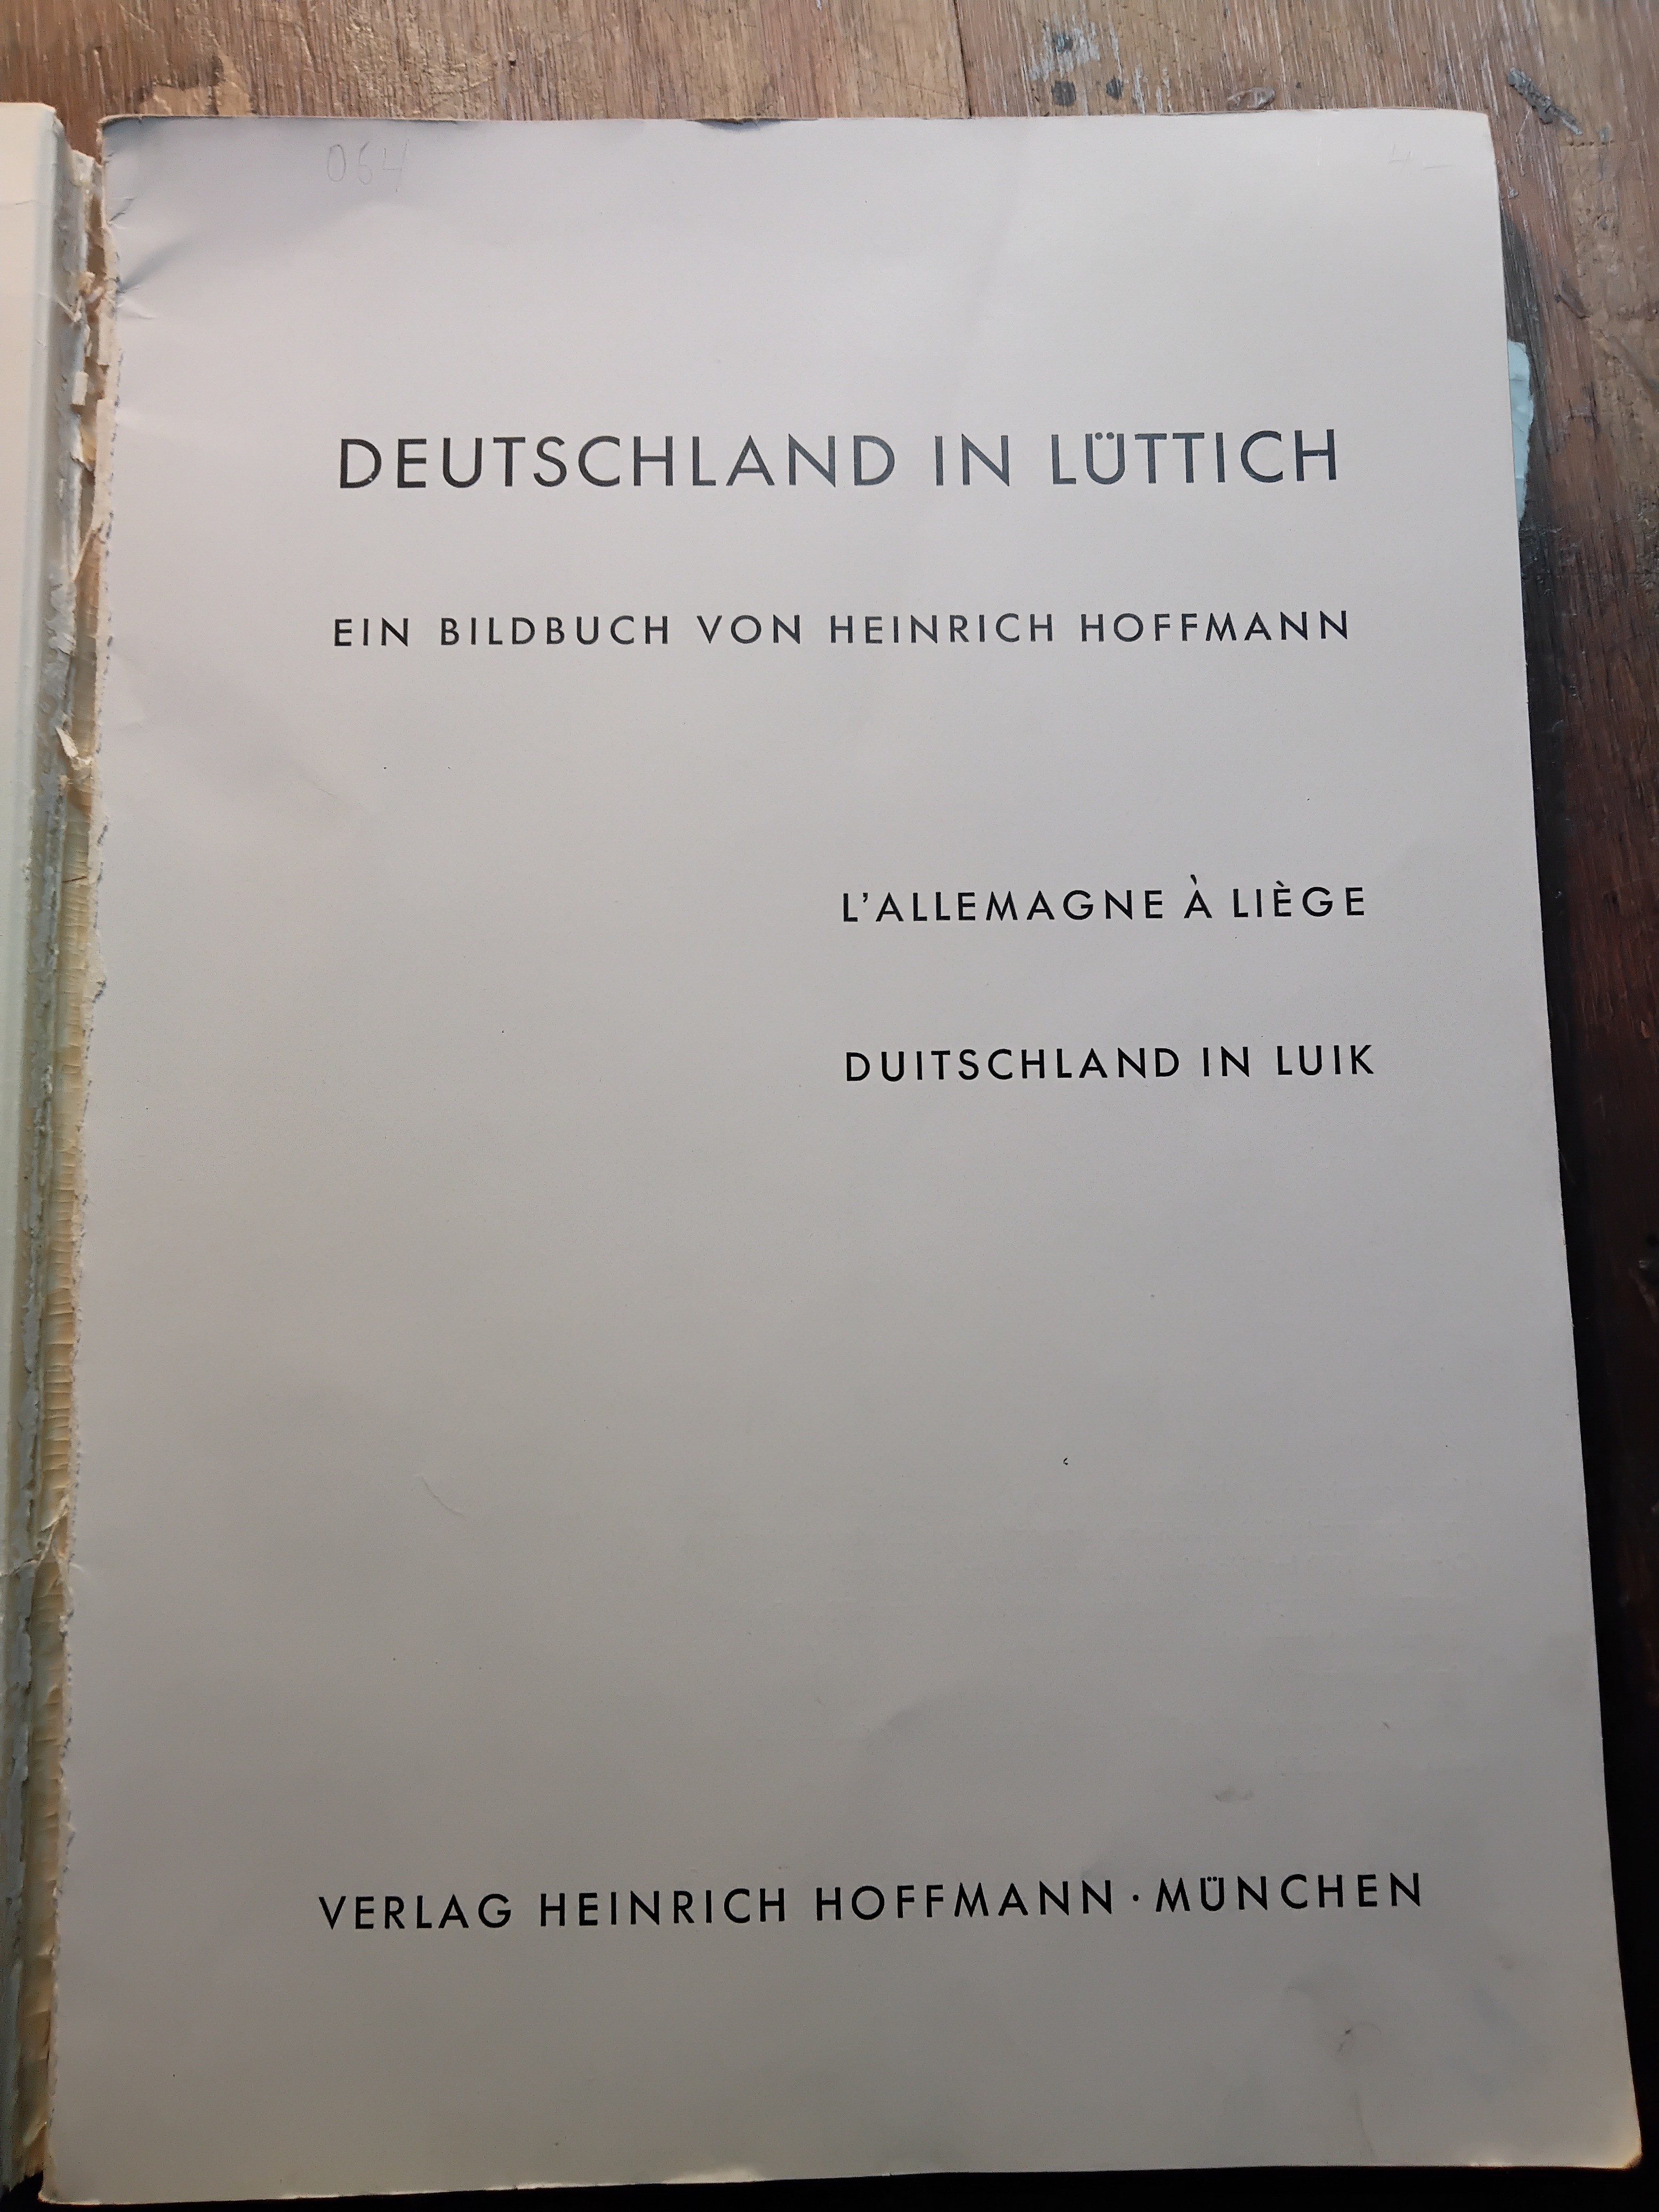 064
DEUTSCHLAND IN LÜTTICH
EIN BILDBUCH VON HEINRICH HOFFMANN
L'ALLEMAGNE À LIÈGE
DUITSCHLAND IN LUIK
VERLAG HEINRICH HOFFMANN · MÜNCHEN